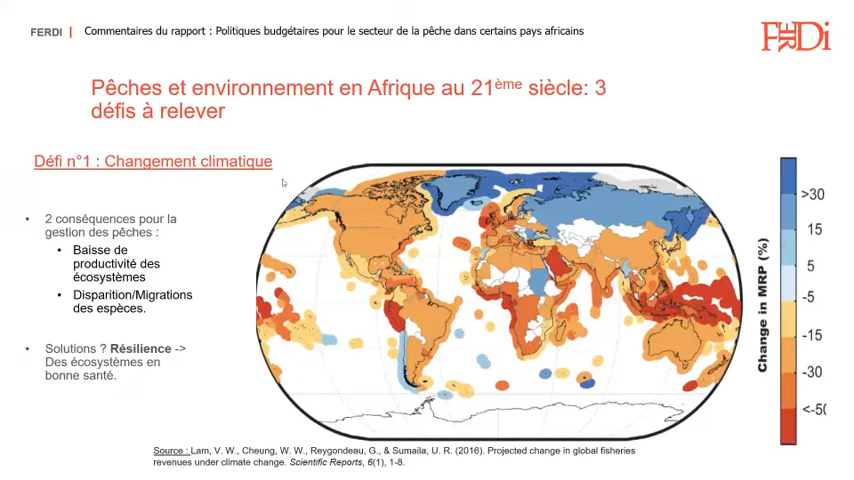 FERDI | Commentaires du rapport : Politiques budgétaires pour le secteur de la pêche dans certains pays africains
FERDi
Pêches et environnement en Afrique au 21ème siècle: 3
défis à relever
Défi n°1 : Changement climatique
• 2 conséquences pour la
gestion des pêches :
• Baisse de
productivité des
écosystèmes
• Disparition/Migrations
des espèces.
• Solutions ? Résilience ->
Des écosystèmes en
bonne santé.
Change in MRP (%)
>30
15
5
-5
-15
-30
<-50
Source : Lam, V. W., Cheung, W. W., Reygondeau, G., & Sumaila, U. R. (2016). Projected change in global fisheries
revenues under climate change. Scientific Reports, 6(1), 1-8.